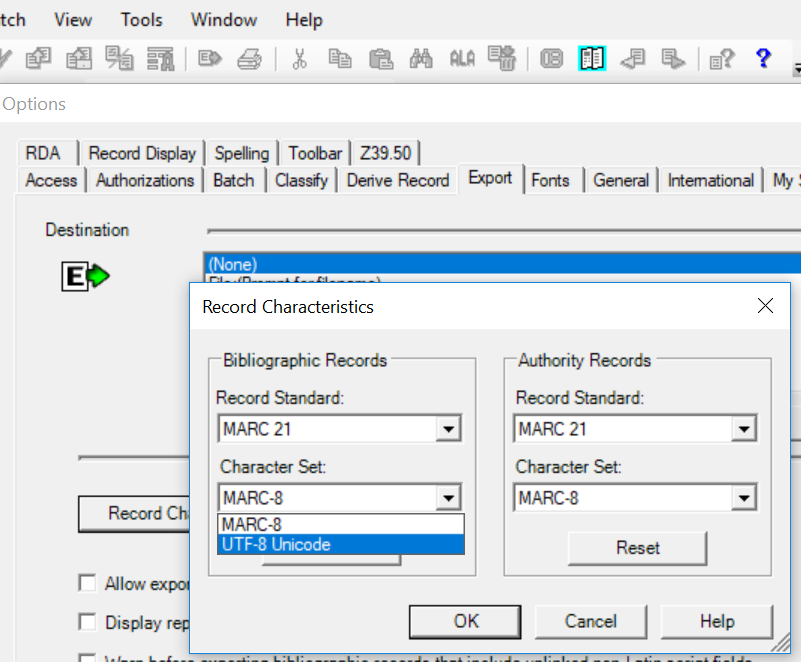 tch View Tools Window Help
ALA
Options
RDA Record Display Spelling Toolbar Z39.50
Access Authorizations Batch Classify Derive Record Export Fonts General International My S
Destination
E
(None)
File:(Prompt for filename)
Record Characteristics
Bibliographic Records Authority Records
Record Standard: Record Standard:
MARC 21 MARC 21
Character Set: Character Set:
MARC-8 MARC-8
MARC-8
Record Cha
UTF-8 Unicode
Reset
Allow expor
OK Cancel Help
Display rep
Warn before exporting bibliographic records that include unlinked non-Latin script fields